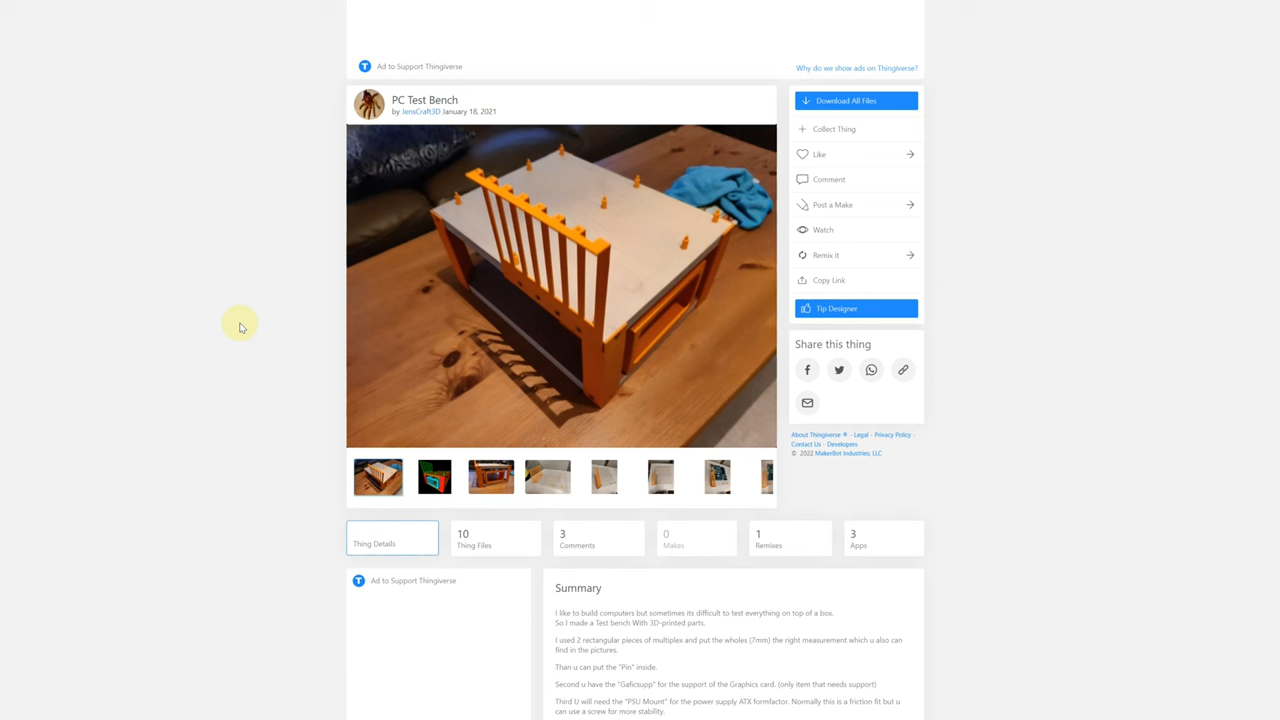 Ad to Support Thingiverse
Why do we show ads on Thingiverse?
PC Test Bench
by JensCraft3D January 18, 2021
Download All Files
Collect Thing
Like
Comment
Post a Make
Watch
Remix it
Copy Link
Tip Designer
Share this thing
About Thingiverse ® · Legal · Privacy Policy ·
Contact Us · Developers
© 2022 MakerBot Industries, LLC
Thing Details
10
Thing Files
3
Comments
0
Makes
1
Remixes
3
Apps
Ad to Support Thingiverse
Summary
I like to build computers but sometimes its difficult to test everything on top of a box.
So I made a Test bench With 3D-printed parts.
I used 2 rectangular pieces of multiplex and put the wholes (7mm) the right measurement which u also can
find in the pictures.
Than u can put the "Pin" inside.
Second u have the "Gaficsupp" for the support of the Graphics card. (only item that needs support)
Third U will need the "PSU Mount" for the power supply ATX formfactor. Normally this is a friction fit but u
can use a screw for more stability.